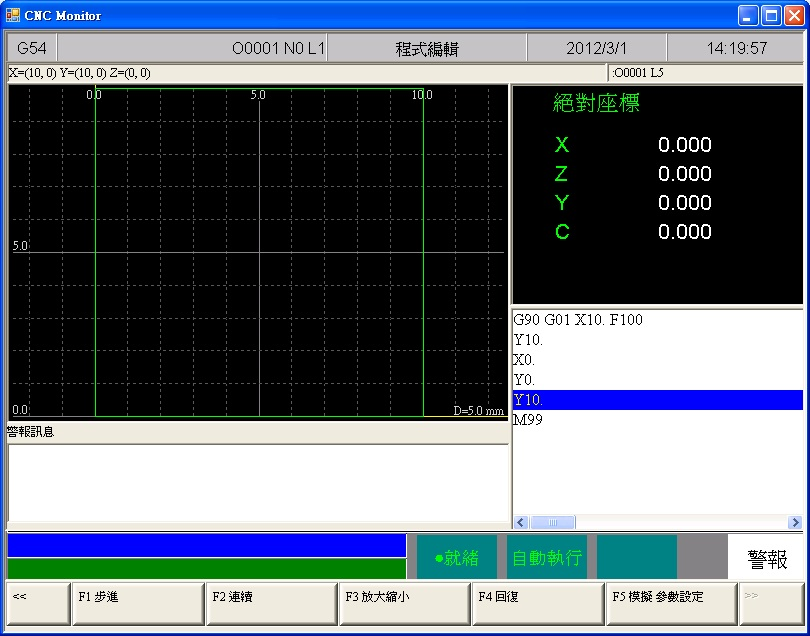 CNC Monitor
G54 O0001 N0 L1 程式編輯 2012/3/1 14:19:57
X=(10, 0) Y=(10, 0) Z=(0, 0) :O0001 L5
0.0 5.0 10.0
5.0
0.0 D=5.0 mm
絕對座標
X 0.000
Z 0.000
Y 0.000
C 0.000
G90 G01 X10. F100
Y10.
X0.
Y0.
Y10.
M99
警報訊息
●就緒 自動執行 警報
<< F1 步進 F2 連續 F3 放大縮小 F4 回復 F5 模擬 參數設定 >>